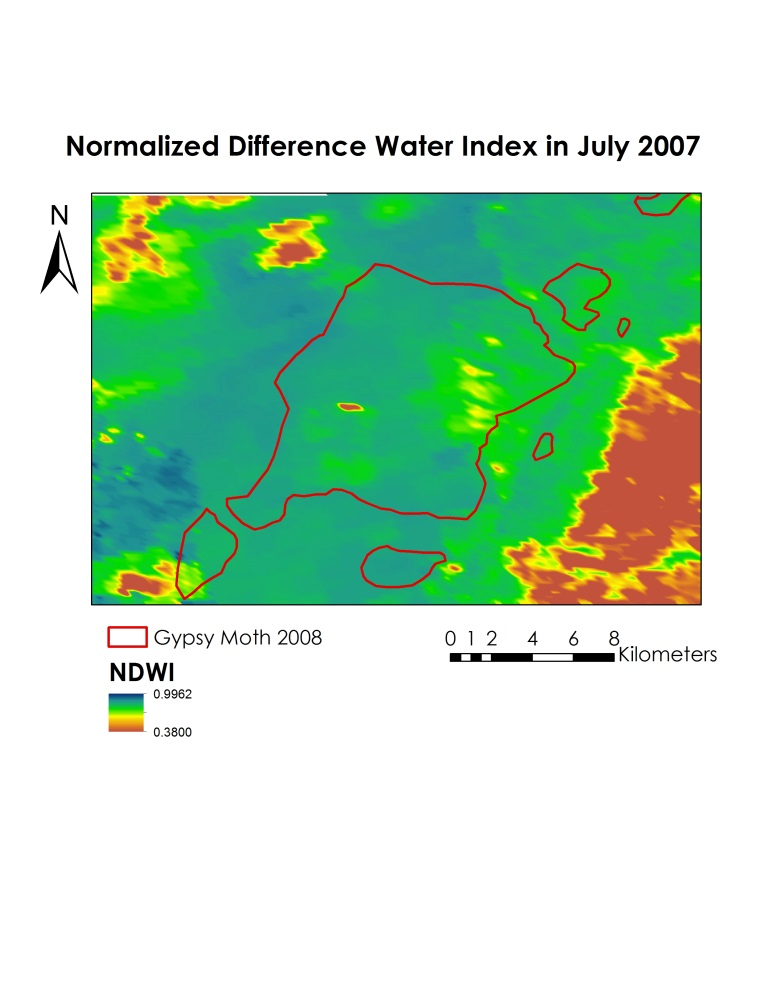 Normalized Difference Water Index in July 2007
N
Gypsy Moth 2008
0 1 2 4 6 8
Kilometers
NDWI
0.9962
0.3800